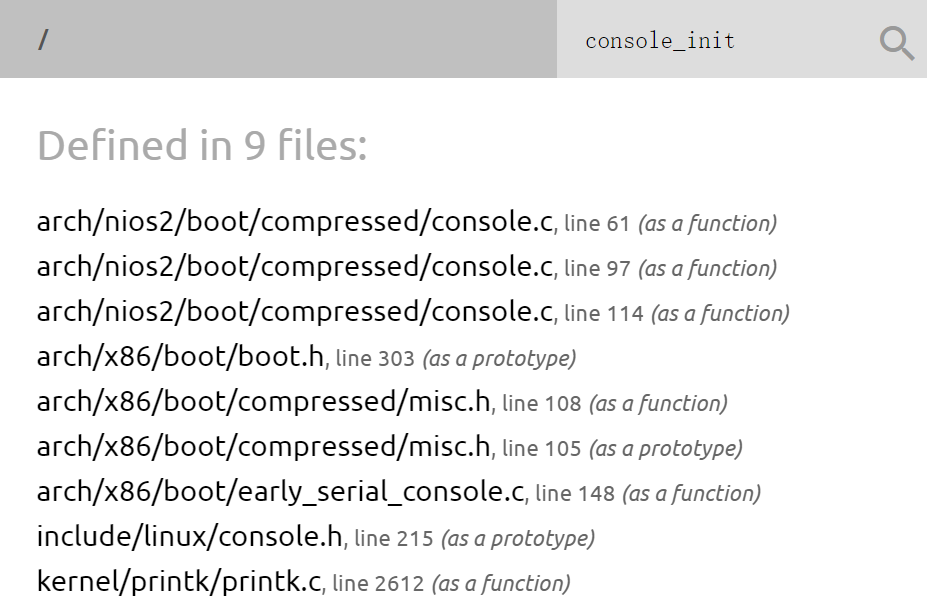 /
console_init
Defined in 9 files:
arch/nios2/boot/compressed/console.c, line 61 (as a function)
arch/nios2/boot/compressed/console.c, line 97 (as a function)
arch/nios2/boot/compressed/console.c, line 114 (as a function)
arch/x86/boot/boot.h, line 303 (as a prototype)
arch/x86/boot/compressed/misc.h, line 108 (as a function)
arch/x86/boot/compressed/misc.h, line 105 (as a prototype)
arch/x86/boot/early_serial_console.c, line 148 (as a function)
include/linux/console.h, line 215 (as a prototype)
kernel/printk/printk.c, line 2612 (as a function)